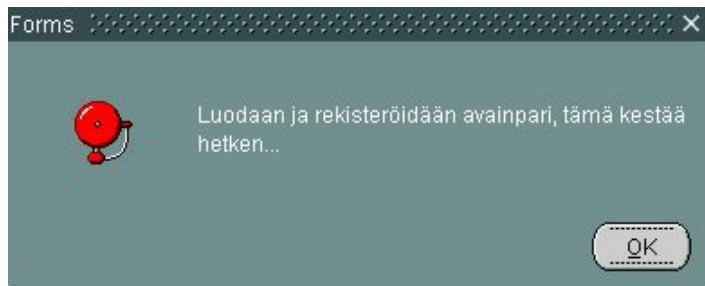 Forms
Luodaan ja rekisteröidään avainpari, tämä kestää
hetken...
OK